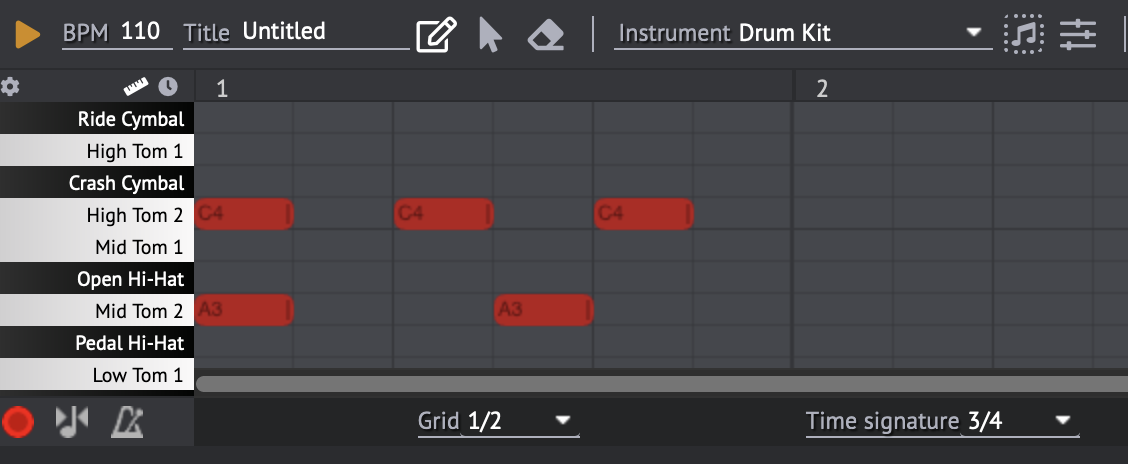 BPM 110 Title Untitled Instrument Drum Kit
1 2
Ride Cymbal
High Tom 1
Crash Cymbal
High Tom 2 C4 C4 C4
Mid Tom 1
Open Hi-Hat
Mid Tom 2 A3 A3
Pedal Hi-Hat
Low Tom 1
Grid 1/2 Time signature 3/4